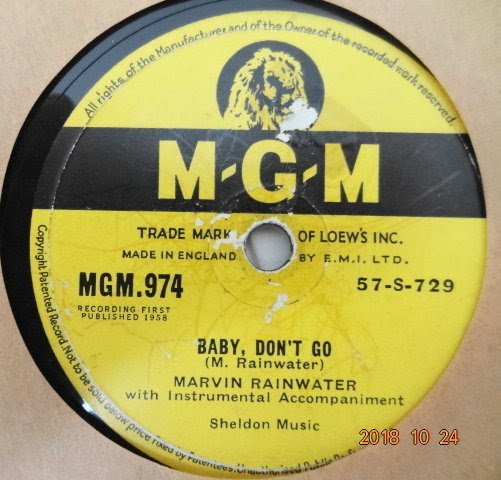 All rights of the Manufacturer and of the Owner of the recorded work reserved.
M-G-M
TRADE MARK OF LOEW'S INC.
MADE IN ENGLAND BY E.M.I. LTD.
MGM.974 57-S-729
RECORDING FIRST
PUBLISHED 1958
BABY, DON'T GO
(M. Rainwater)
MARVIN RAINWATER
with Instrumental Accompaniment
Sheldon Music
Copyright Patented Record. Not to be sold below price fixed by Patentees. Unauthorised Public
2018 10 24